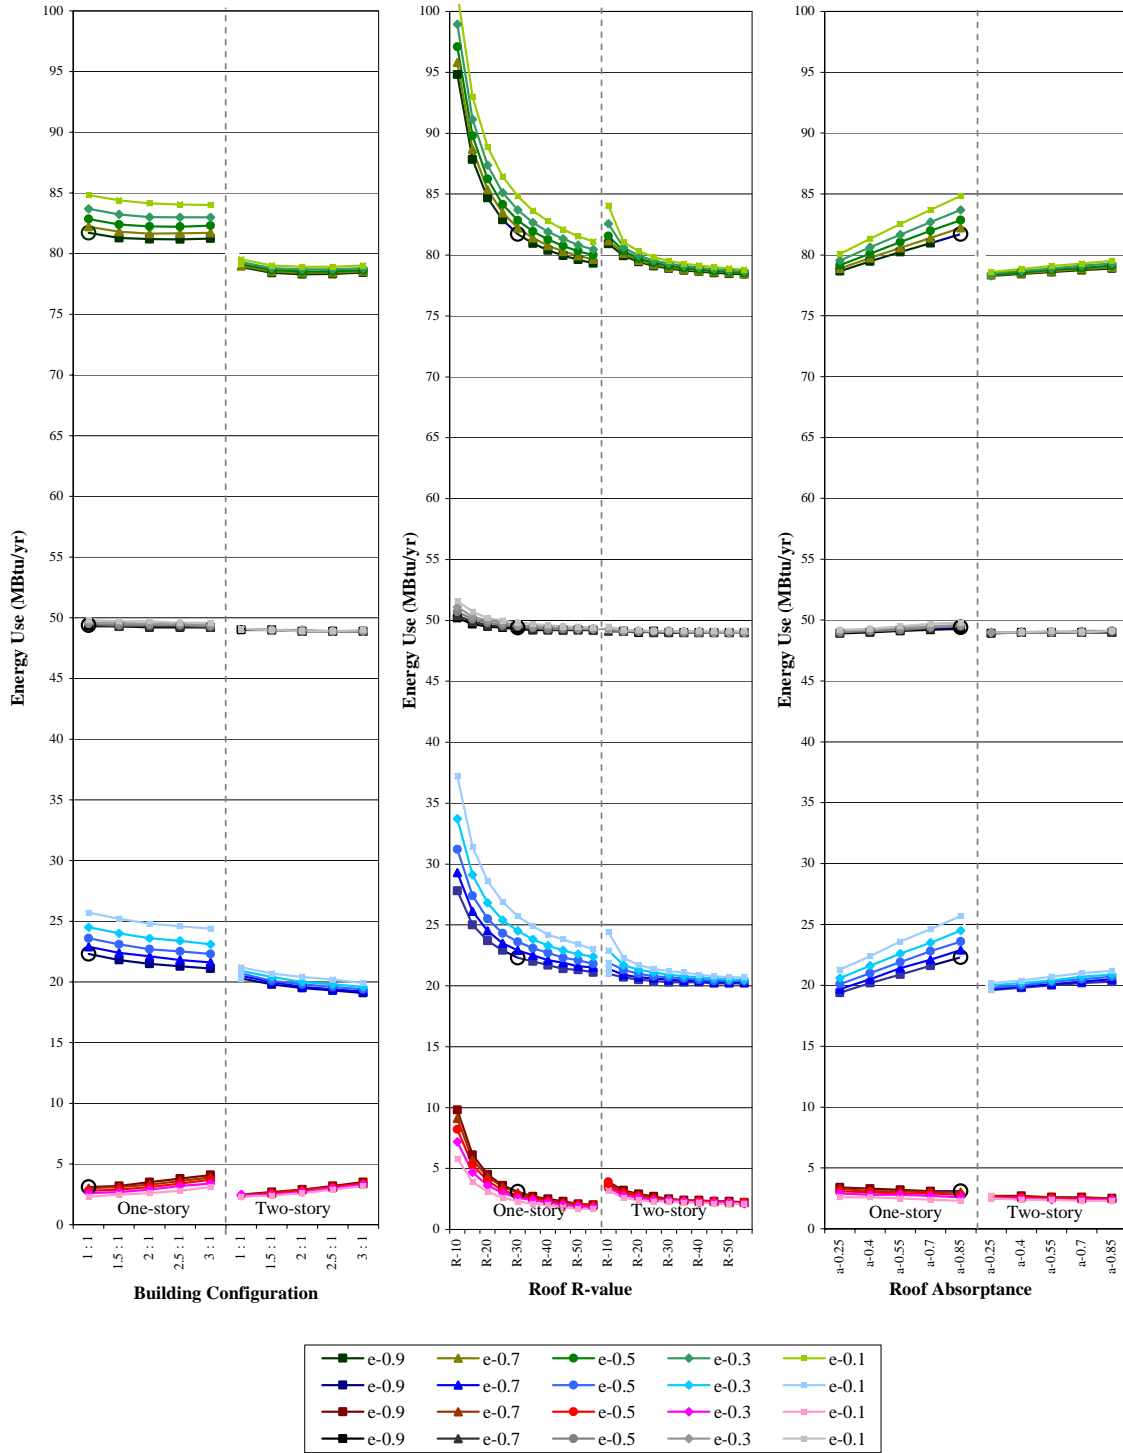 100 95 90 85 80 75 70 65 60 55 50 45 40 35 30 25 20 15 10 5 0
Energy Use (MBtu/yr)
One-story Two-story
1 : 1 1.5 : 1 2 : 1 2.5 : 1 3 : 1 1 : 1 1.5 : 1 2 : 1 2.5 : 1 3 : 1
Building Configuration
100 95 90 85 80 75 70 65 60 55 50 45 40 35 30 25 20 15 10 5 0
Energy Use (MBtu/yr)
One-story Two-story
R-10 R-20 R-30 R-40 R-50 R-10 R-20 R-30 R-40 R-50
Roof R-value
100 95 90 85 80 75 70 65 60 55 50 45 40 35 30 25 20 15 10 5 0
Energy Use (MBtu/yr)
One-story Two-story
a-0.25 a-0.4 a-0.55 a-0.7 a-0.85 a-0.25 a-0.4 a-0.55 a-0.7 a-0.85
Roof Absorptance
e-0.9 e-0.7 e-0.5 e-0.3 e-0.1
e-0.9 e-0.7 e-0.5 e-0.3 e-0.1
e-0.9 e-0.7 e-0.5 e-0.3 e-0.1
e-0.9 e-0.7 e-0.5 e-0.3 e-0.1